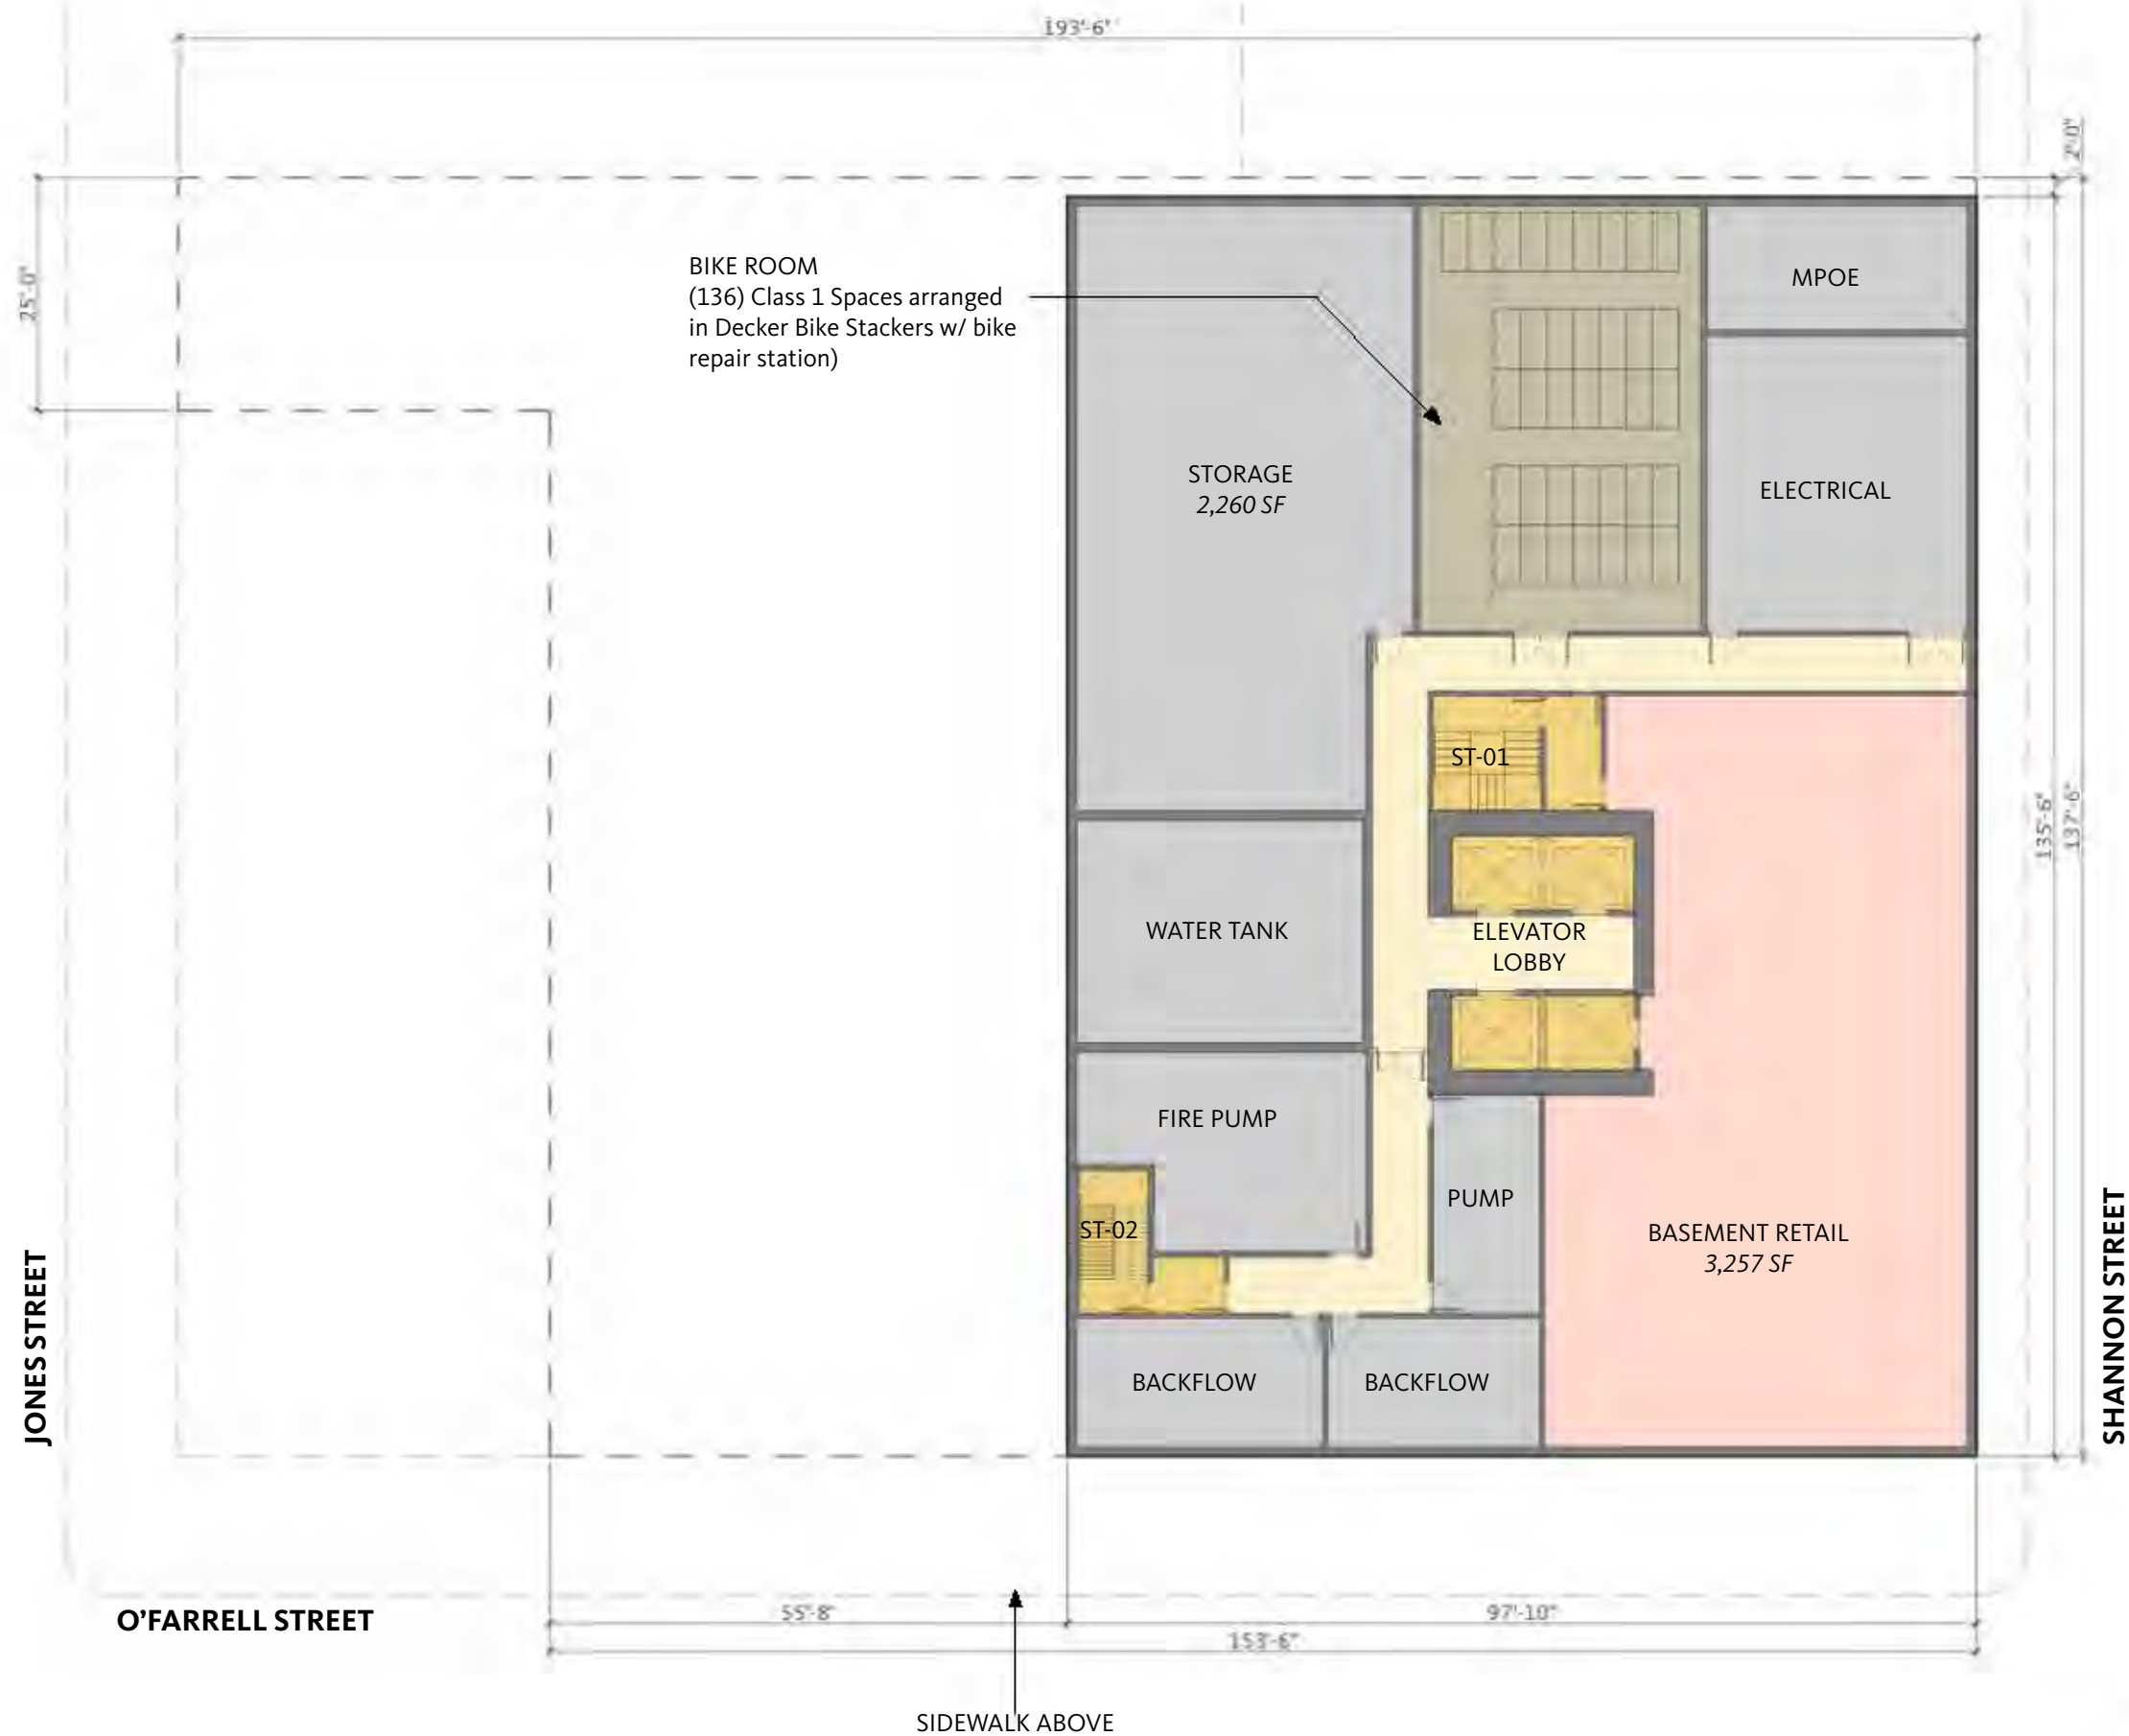 193'-6"
2'-0"
25'-0"
BIKE ROOM
(136) Class 1 Spaces arranged
in Decker Bike Stackers w/ bike
repair station)
MPOE
STORAGE
2,260 SF
ELECTRICAL
ST-01
135'-6"
137'-6"
WATER TANK
ELEVATOR
LOBBY
FIRE PUMP
PUMP
ST-02
BASEMENT RETAIL
3,257 SF
JONES STREET
SHANNON STREET
BACKFLOW
BACKFLOW
O'FARRELL STREET
55'-8"
97'-10"
153'-6"
SIDEWALK ABOVE